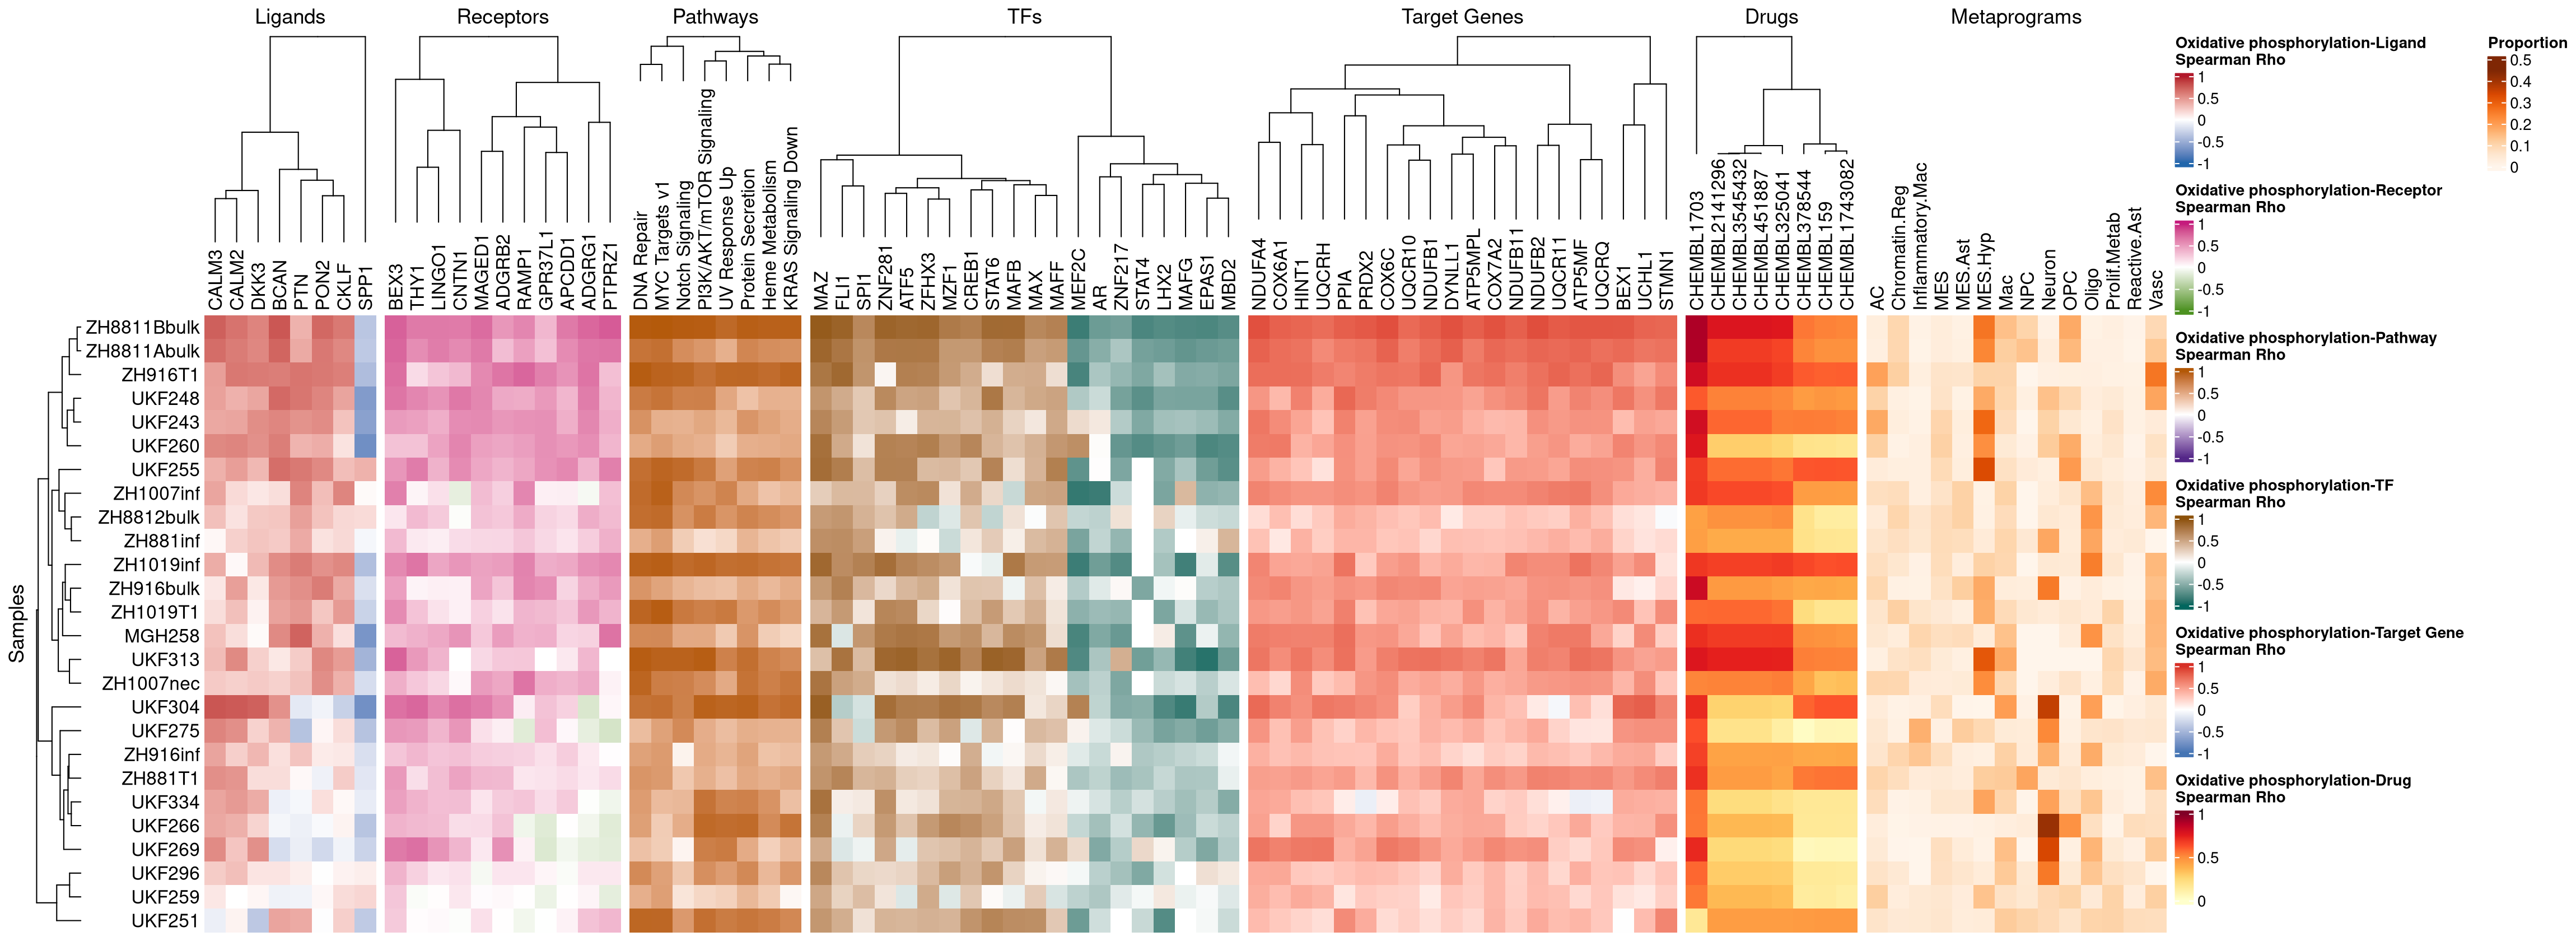 Ligands
Receptors
Pathways
TFs
Target Genes
Drugs
Metaprograms
CALM3
CALM2
DKK3
BCAN
PTN
PON2
CKLF
SPP1
BEX3
THY1
LINGO1
CNTN1
MAGED1
ADGRB2
RAMP1
GPR37L1
APCDD1
ADGRG1
PTPRZ1
DNA Repair
MYC Targets v1
Notch Signaling
PI3K/AKT/mTOR Signaling
UV Response Up
Protein Secretion
Heme Metabolism
KRAS Signaling Down
MAZ
FLI1
SPI1
ZNF281
ATF5
ZFHX3
MZF1
CREB1
STAT6
MAFB
MAX
MAFF
MEF2C
AR
ZNF217
STAT4
LHX2
MAFG
EPAS1
MBD2
NDUFA4
COX6A1
HINT1
UQCRH
PPIA
PRDX2
COX6C
UQCR10
NDUFB1
DYNLL1
ATP5MPL
COX7A2
NDUFB11
NDUFB2
UQCR11
ATP5MF
UQCRQ
BEX1
UCHL1
STMN1
CHEMBL1703
CHEMBL2141296
CHEMBL3545432
CHEMBL451887
CHEMBL325041
CHEMBL378544
CHEMBL159
CHEMBL1743082
AC
Chromatin.Reg
Inflammatory.Mac
MES
MES.Ast
MES.Hyp
Mac
NPC
Neuron
OPC
Oligo
Prolif.Metab
Reactive.Ast
Vasc
Samples
ZH8811Bbulk
ZH8811Abulk
ZH916T1
UKF248
UKF243
UKF260
UKF255
ZH1007inf
ZH8812bulk
ZH881inf
ZH1019inf
ZH916bulk
ZH1019T1
MGH258
UKF313
ZH1007nec
UKF304
UKF275
ZH916inf
ZH881T1
UKF334
UKF266
UKF269
UKF296
UKF259
UKF251
Oxidative phosphorylation-Ligand
Spearman Rho
1
0.5
0
-0.5
-1
Oxidative phosphorylation-Receptor
Spearman Rho
1
0.5
0
-0.5
-1
Oxidative phosphorylation-Pathway
Spearman Rho
1
0.5
0
-0.5
-1
Oxidative phosphorylation-TF
Spearman Rho
1
0.5
0
-0.5
-1
Oxidative phosphorylation-Target Gene
Spearman Rho
1
0.5
0
-0.5
-1
Oxidative phosphorylation-Drug
Spearman Rho
1
0.5
0
Proportion
0.5
0.4
0.3
0.2
0.1
0